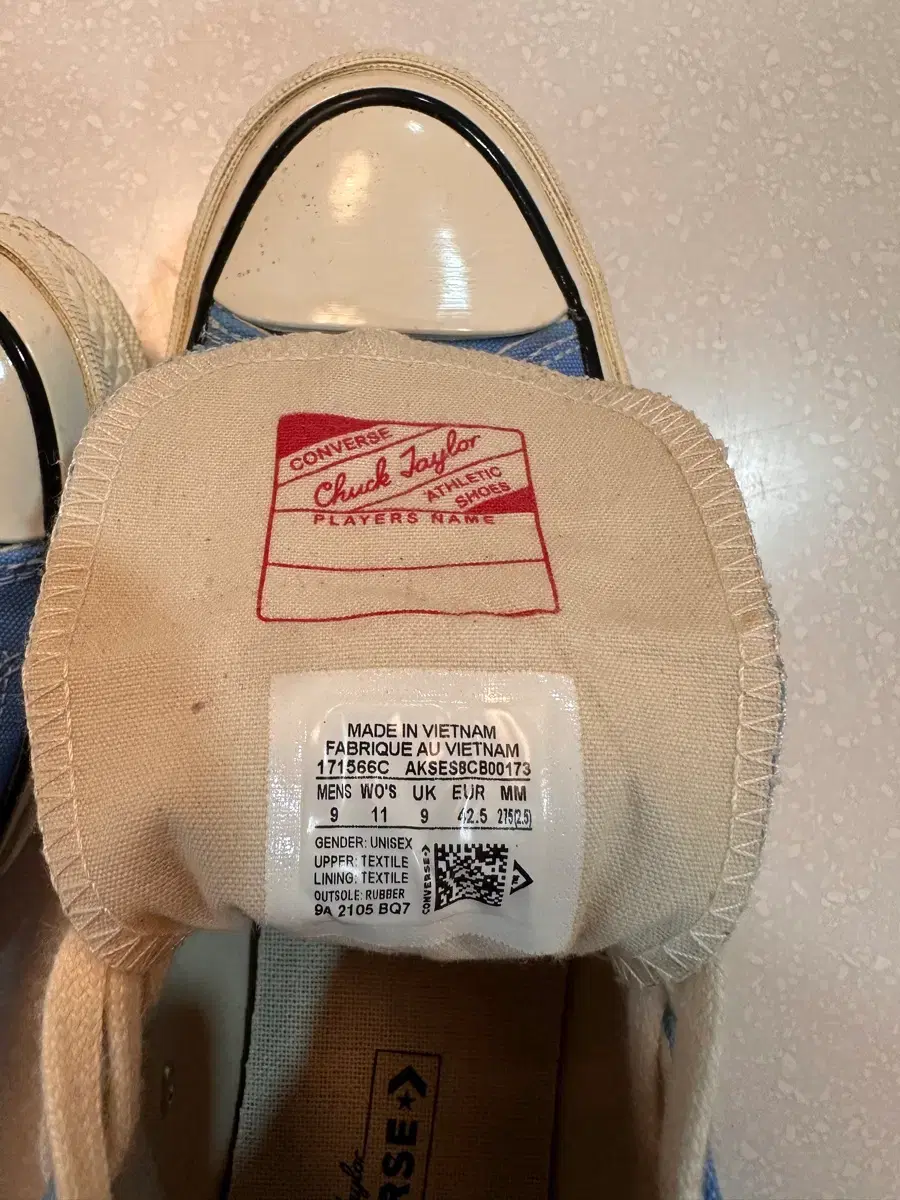 CONVERSE
Chuck Taylor
ATHLETIC
SHOES
PLAYERS NAME
MADE IN VIETNAM
FABRIQUE AU VIETNAM
171566C AKSES8CB00173
MENS WO'S UK EUR MM
9 11 9 42.5 275(2.5)
GENDER: UNISEX
UPPER: TEXTILE
LINING: TEXTILE
OUTSOLE: RUBBER
9A 2105 BQ7
CONVERSE